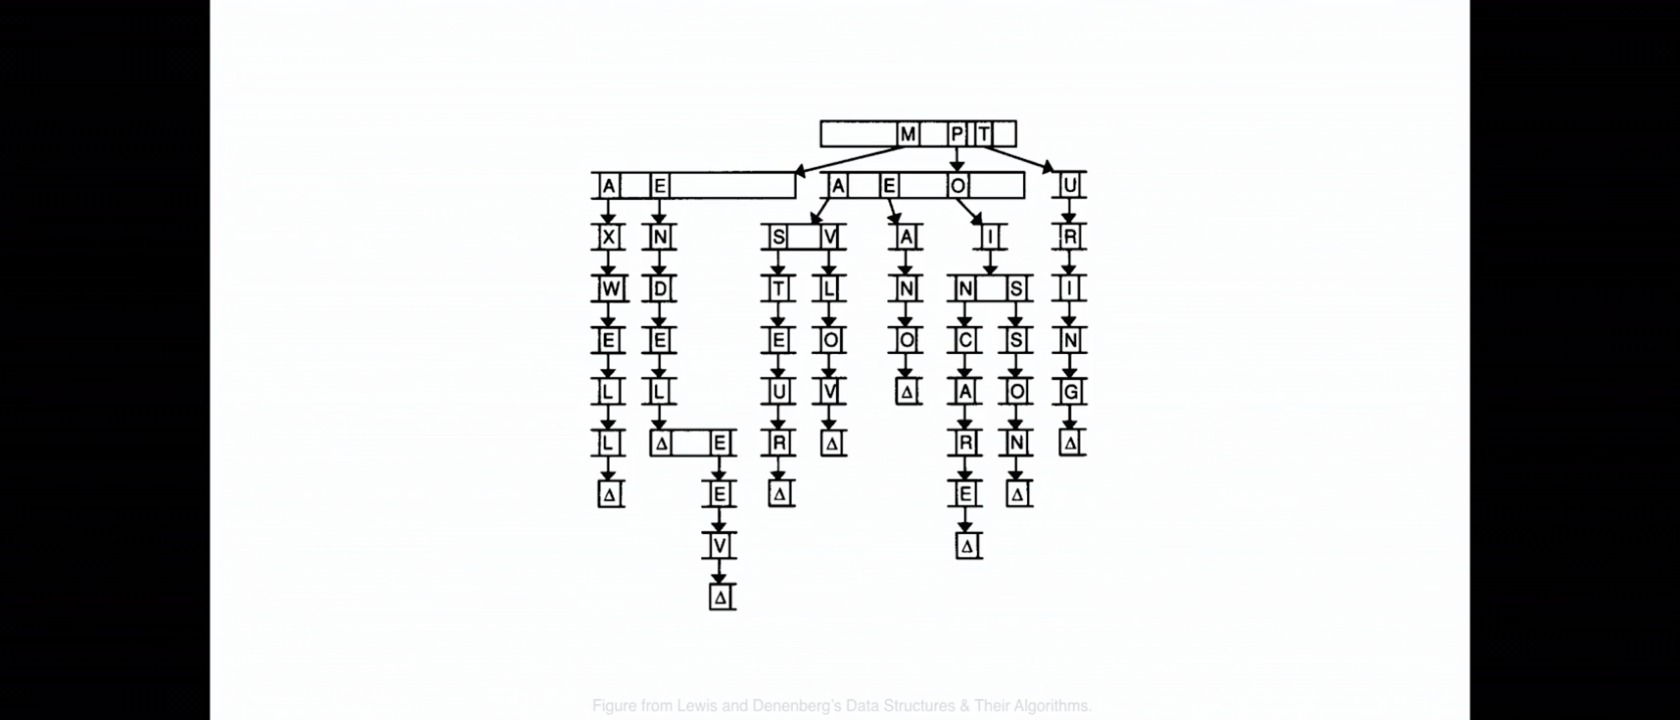 M P T
A E A E O U
X N S V A I R
W D T L N N S I
E E E O O C S N
L L U V Δ A O G
L Δ E R Δ R N Δ
Δ E Δ E Δ
V Δ
Δ
Figure from Lewis and Denenberg's Data Structures & Their Algorithms.